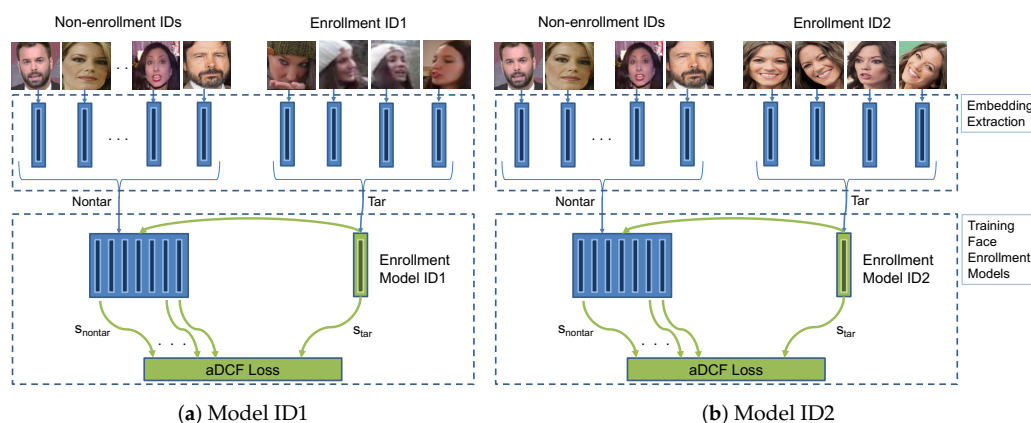 Non-enrollment IDs
Enrollment ID1
Non-enrollment IDs
Enrollment ID2
. . .
. . .
Embedding
Extraction
. . .
. . .
Nontar
Tar
Nontar
Tar
Training
Face
Enrollment
Models
Enrollment
Model ID1
Enrollment
Model ID2
snontar
star
snontar
star
. . .
. . .
aDCF Loss
aDCF Loss
(a) Model ID1
(b) Model ID2